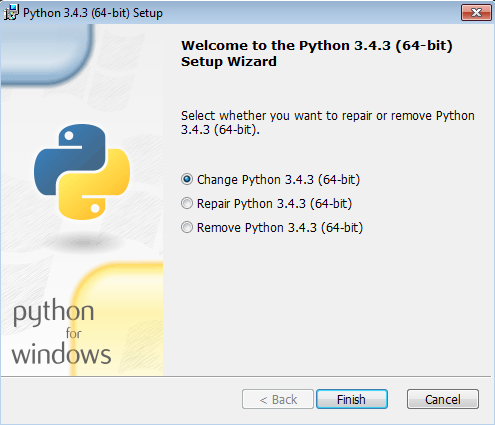 Python 3.4.3 (64-bit) Setup
Welcome to the Python 3.4.3 (64-bit)
Setup Wizard
Select whether you want to repair or remove Python
3.4.3 (64-bit).
Change Python 3.4.3 (64-bit)
Repair Python 3.4.3 (64-bit)
Remove Python 3.4.3 (64-bit)
python
for
windows
< Back
Finish
Cancel